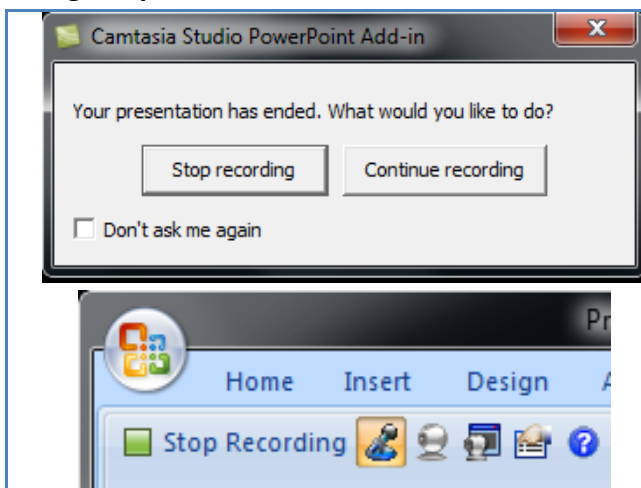 Camtasia Studio PowerPoint Add-in
Your presentation has ended. What would you like to do?
Stop recording Continue recording
Don't ask me again
Pr
Home Insert Design
Stop Recording